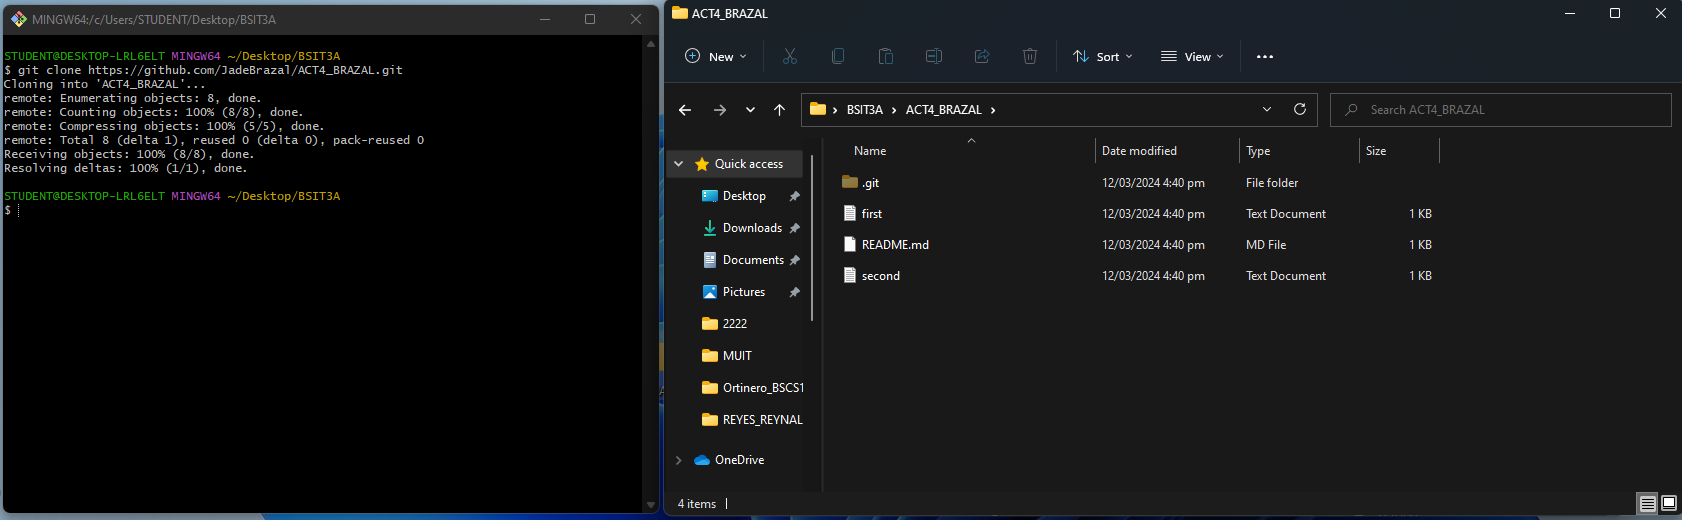 MINGW64:/c/Users/STUDENT/Desktop/BSIT3A
STUDENT@DESKTOP-LRL6ELT MINGW64 ~/Desktop/BSIT3A
$ git clone https://github.com/JadeBrazal/ACT4_BRAZAL.git
Cloning into 'ACT4_BRAZAL'...
remote: Enumerating objects: 8, done.
remote: Counting objects: 100% (8/8), done.
remote: Compressing objects: 100% (5/5), done.
remote: Total 8 (delta 1), reused 0 (delta 0), pack-reused 0
Receiving objects: 100% (8/8), done.
Resolving deltas: 100% (1/1), done.
STUDENT@DESKTOP-LRL6ELT MINGW64 ~/Desktop/BSIT3A
$
ACT4_BRAZAL
New Sort View
BSIT3A > ACT4_BRAZAL >
Search ACT4_BRAZAL
Quick access
Desktop
Downloads
Documents
Pictures
2222
MUIT
Ortinero_BSCS1
REYES_REYNAL
OneDrive
Name Date modified Type Size
.git 12/03/2024 4:40 pm File folder
first 12/03/2024 4:40 pm Text Document 1 KB
README.md 12/03/2024 4:40 pm MD File 1 KB
second 12/03/2024 4:40 pm Text Document 1 KB
4 items